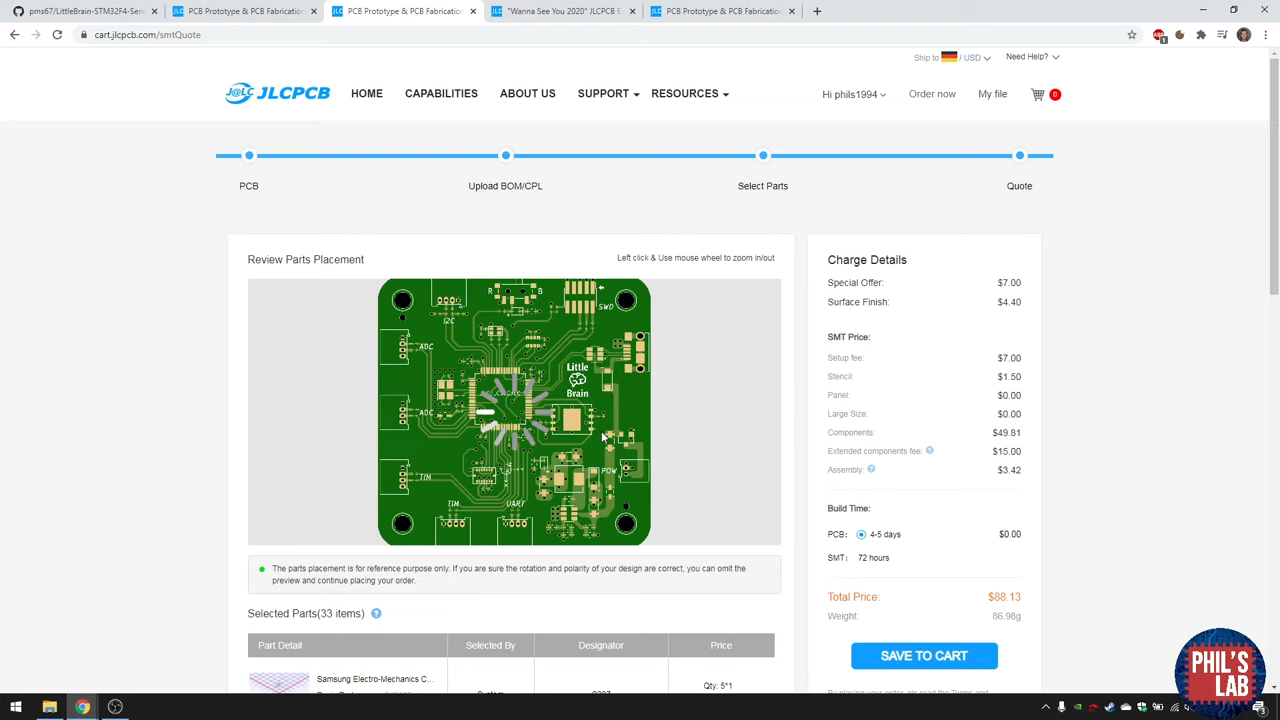 pms67/LittleBrain-STM32F4-Sen
PCB Prototype & PCB Fabrication
PCB Prototype & PCB Fabrication
"Wanna See You 2020" JLCPCB E
PCB Prototype & PCB Fabrication
cart.jlcpcb.com/smtQuote
Ship to / USD
Need Help?
J@LC JLCPCB
HOME
CAPABILITIES
ABOUT US
SUPPORT
RESOURCES
Hi phils1994
Order now
My file
0
PCB
Upload BOM/CPL
Select Parts
Quote
Review Parts Placement
Left click & Use mouse wheel to zoom in/out
R B
SWD
I2C
ADC
Little
Brain
ADC
TIM
POW
TIM
UART
The parts placement is for reference purpose only. If you are sure the rotation and polarity of your design are correct, you can omit the
preview and continue placing your order.
Selected Parts(33 items)
Part Detail
Selected By
Designator
Price
Samsung Electro-Mechanics C...
Qty: 5*1
Charge Details
Special Offer: $7.00
Surface Finish: $4.40
SMT Price:
Setup fee: $7.00
Stencil: $1.50
Panel: $0.00
Large Size: $0.00
Components: $49.81
Extended components fee: $15.00
Assembly: $3.42
Build Time:
PCB: 4-5 days $0.00
SMT: 72 hours
Total Price: $88.13
Weight: 86.98g
SAVE TO CART
PHIL'S
LAB